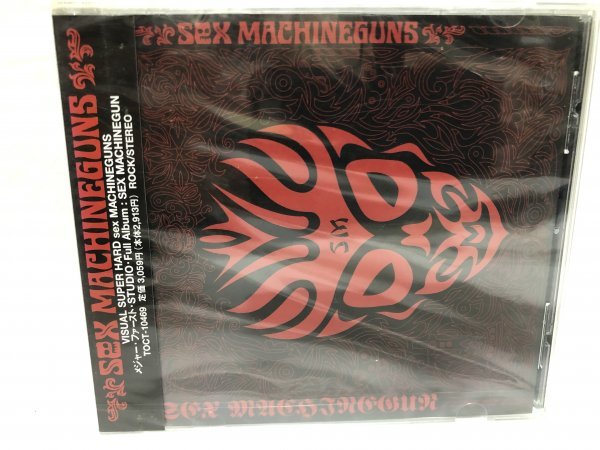 SEX MACHINEGUNS
SEX MACHINEGUNS
VISUAL SUPER HARD sex MACHINEGUNS
メジャー・ファースト・STUDIO・Full Album・SEX MACHINEGUN
定価 3,059円 (本体2,913円) ROCK/STEREO
TOCT-10469
SM
SEX MACHINEGUN